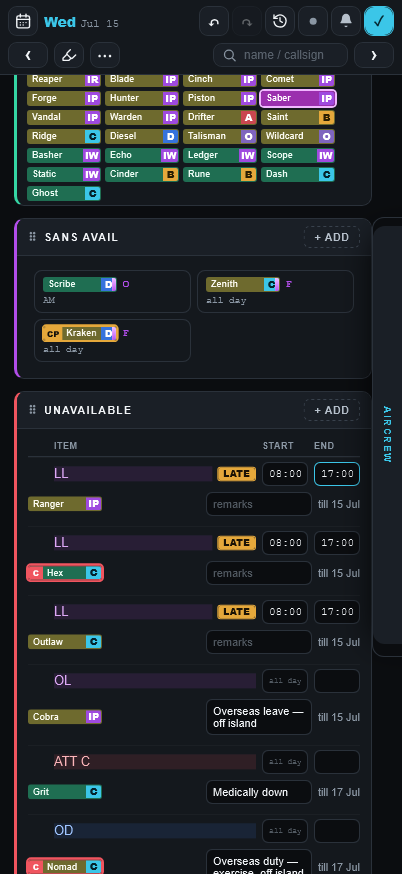 Wed Jul 15
name / callsign
Reaper IP Blade IP Cinch IP Comet IP
Forge IP Hunter IP Piston IP Saber IP
Vandal IP Warden IP Drifter A Saint B
Ridge C Diesel D Talisman O Wildcard O
Basher IW Echo IW Ledger IW Scope IW
Static IW Cinder B Rune B Dash C
Ghost C
SANS AVAIL + ADD
Scribe D O Zenith C F
AM all day
CP Kraken D F
all day
UNAVAILABLE + ADD
AIRCREW
ITEM START END
LL LATE 08:00 17:00
Ranger IP remarks till 15 Jul
LL LATE 08:00 17:00
C Hex C remarks till 15 Jul
LL LATE 08:00 17:00
Outlaw C remarks till 15 Jul
OL all day
Cobra IP Overseas leave —
off island till 15 Jul
ATT C all day
Grit C Medically down till 17 Jul
OD all day
C Nomad C Overseas duty —
exercise, off island till 17 Jul